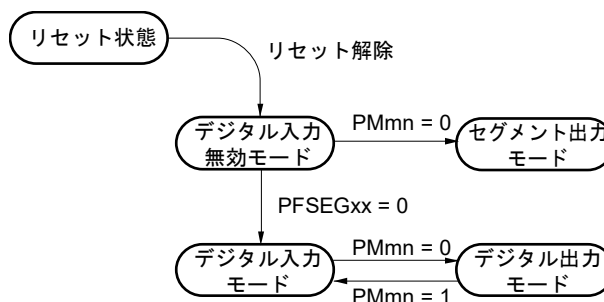 リセット状態
リセット解除
デジタル入力
無効モード
PMmn = 0
セグメント出力
モード
PFSEGxx = 0
デジタル入力
モード
PMmn = 0
デジタル出力
モード
PMmn = 1